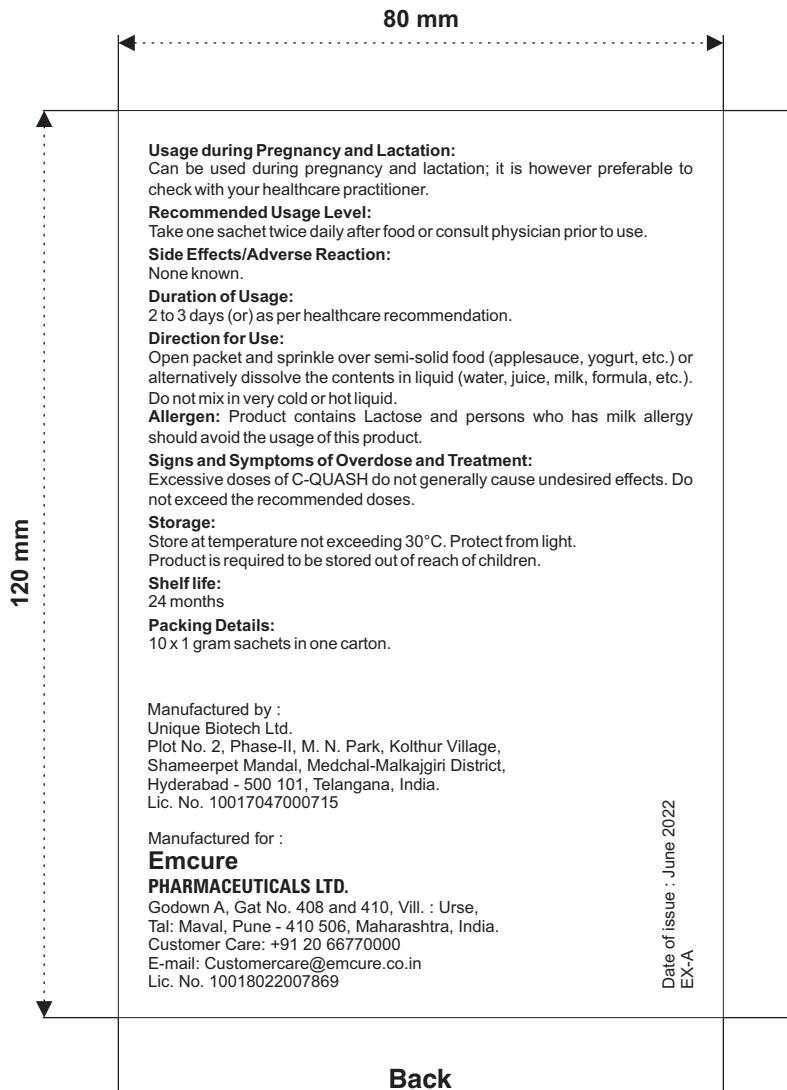 80 mm
120 mm
Usage during Pregnancy and Lactation:
Can be used during pregnancy and lactation; it is however preferable to
check with your healthcare practitioner.
Recommended Usage Level:
Take one sachet twice daily after food or consult physician prior to use.
Side Effects/Adverse Reaction:
None known.
Duration of Usage:
2 to 3 days (or) as per healthcare recommendation.
Direction for Use:
Open packet and sprinkle over semi-solid food (applesauce, yogurt, etc.) or
alternatively dissolve the contents in liquid (water, juice, milk, formula, etc.).
Do not mix in very cold or hot liquid.
Allergen: Product contains Lactose and persons who has milk allergy
should avoid the usage of this product.
Signs and Symptoms of Overdose and Treatment:
Excessive doses of C-QUASH do not generally cause undesired effects. Do
not exceed the recommended doses.
Storage:
Store at temperature not exceeding 30°C. Protect from light.
Product is required to be stored out of reach of children.
Shelf life:
24 months
Packing Details:
10 x 1 gram sachets in one carton.
Manufactured by :
Unique Biotech Ltd.
Plot No. 2, Phase-II, M. N. Park, Kolthur Village,
Shameerpet Mandal, Medchal-Malkajgiri District,
Hyderabad - 500 101, Telangana, India.
Lic. No. 10017047000715
Manufactured for :
Emcure
PHARMACEUTICALS LTD.
Godown A, Gat No. 408 and 410, Vill. : Urse,
Tal: Maval, Pune - 410 506, Maharashtra, India.
Customer Care: +91 20 66770000
E-mail: Customercare@emcure.co.in
Lic. No. 10018022007869
Date of issue : June 2022
EX-A
Back